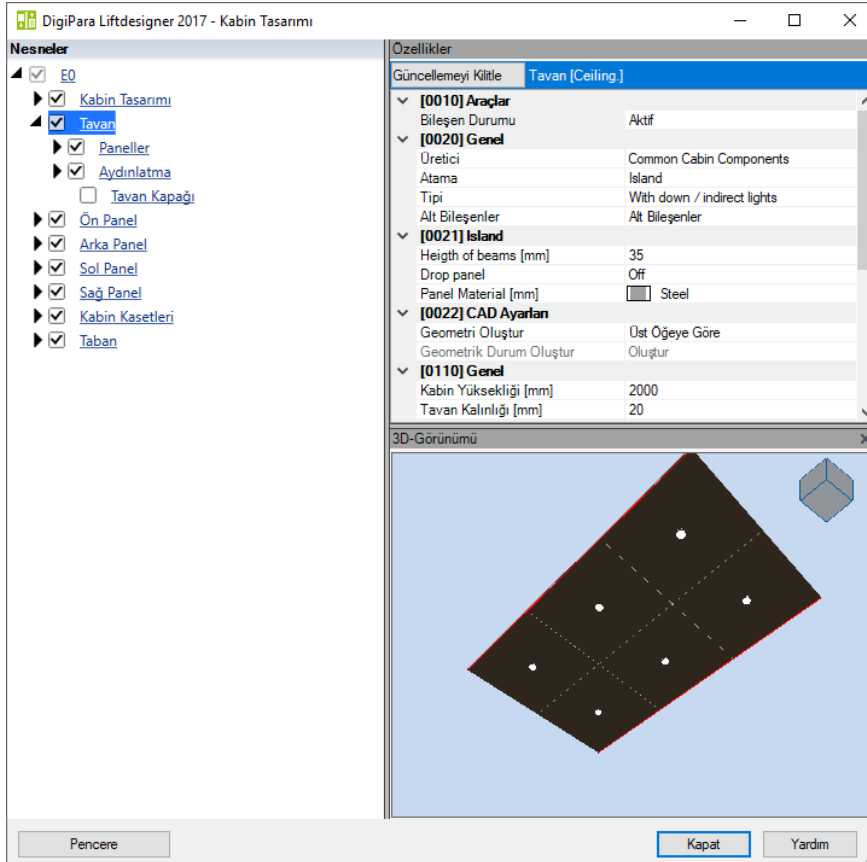 DigiPara Liftdesigner 2017 - Kabin Tasarımı
Nesneler
E0
Kabin Tasarımı
Tavan
Paneller
Aydınlatma
Tavan Kapağı
Ön Panel
Arka Panel
Sol Panel
Sağ Panel
Kabin Kasetleri
Taban
Özellikler
Güncellemeyi Kilitle Tavan [Ceiling.]
[0010] Araçlar
Bileşen Durumu Aktif
[0020] Genel
Üretici Common Cabin Components
Atama Island
Tipi With down / indirect lights
Alt Bileşenler Alt Bileşenler
[0021] Island
Heigth of beams [mm] 35
Drop panel Off
Panel Material [mm] Steel
[0022] CAD Ayarları
Geometri Oluştur Üst Öğeye Göre
Geometrik Durum Oluştur Oluştur
[0110] Genel
Kabin Yüksekliği [mm] 2000
Tavan Kalınlığı [mm] 20
3D-Görünümü
Pencere
Kapat
Yardım